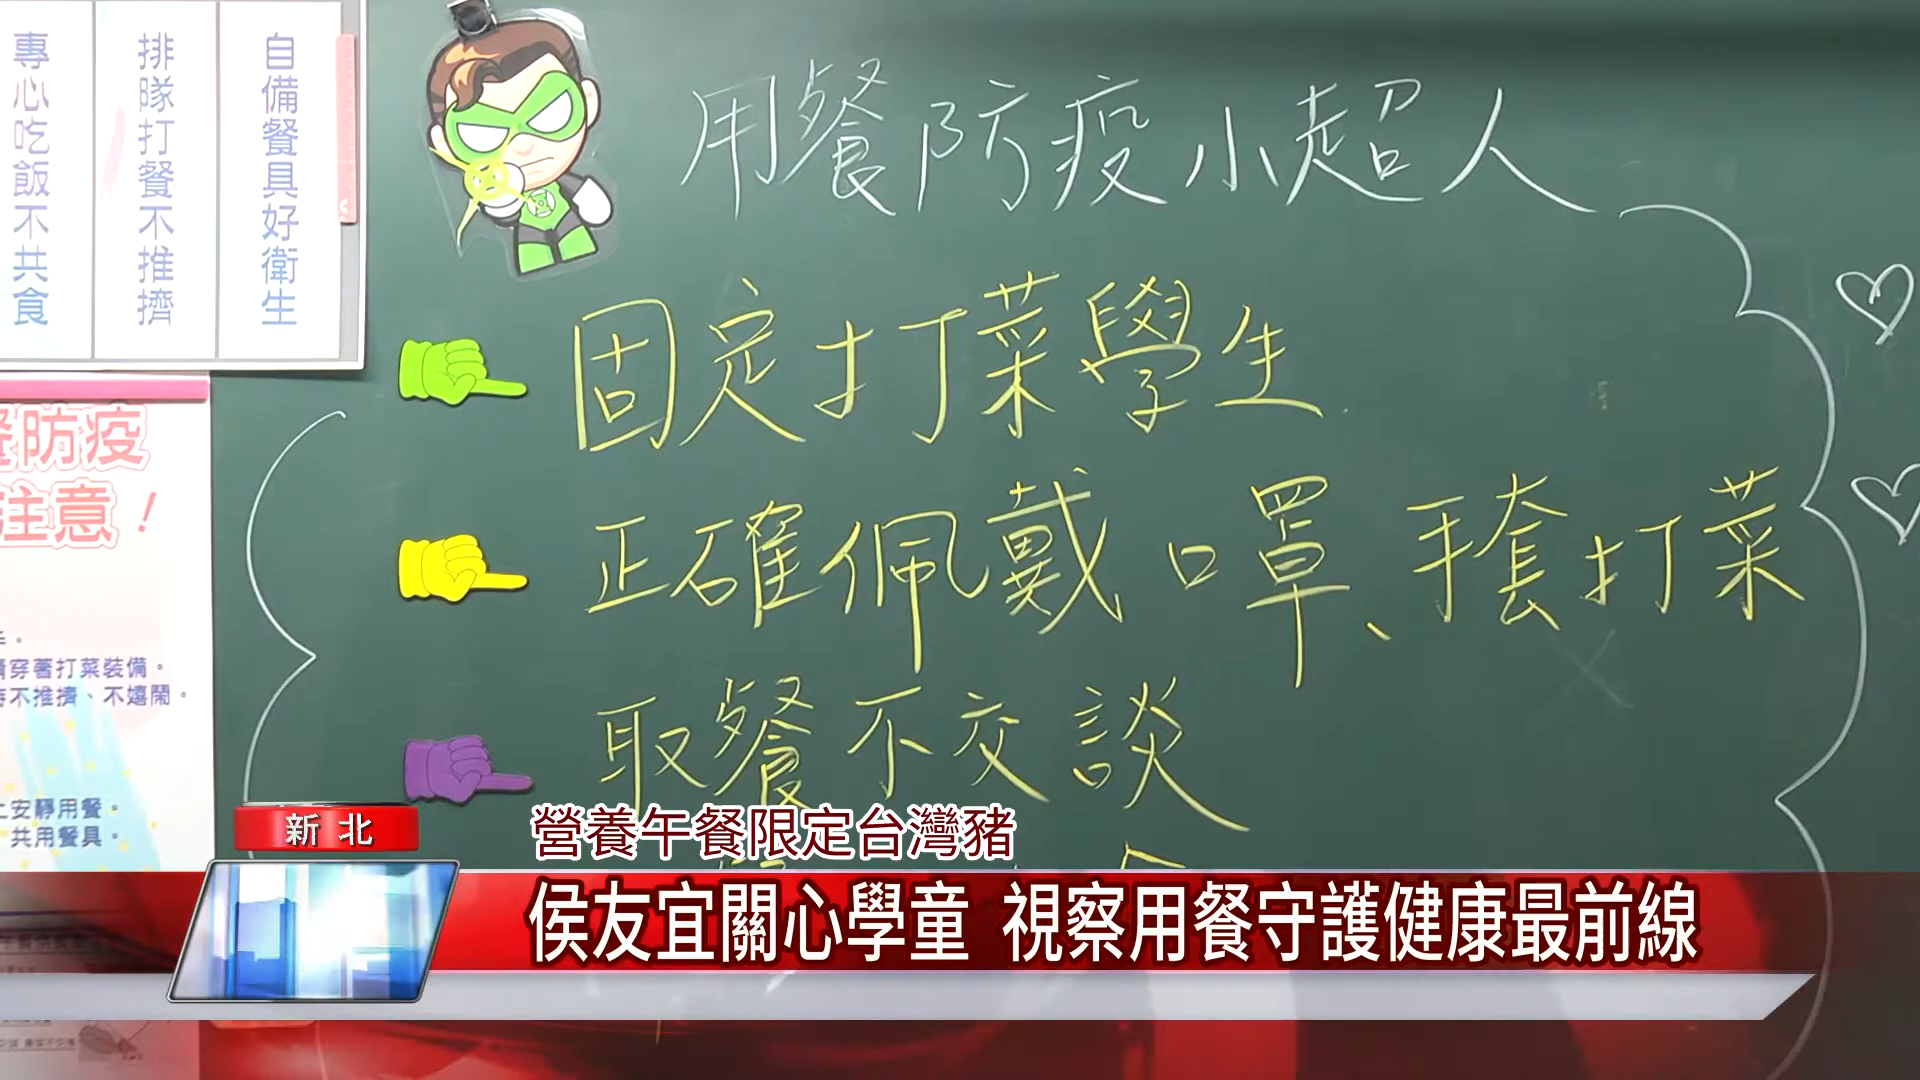 自備餐具好衛生
排隊打餐不推擠
專心吃飯不共食
用餐防疫小超人
固定打菜學生
正確佩戴口罩、手套打菜
取餐不交談
餐防疫
注意！
穿著打菜裝備。
不推擠、不嬉鬧。
安靜用餐。
共用餐具。
新北
營養午餐限定台灣豬
侯友宜關心學童 視察用餐守護健康最前線